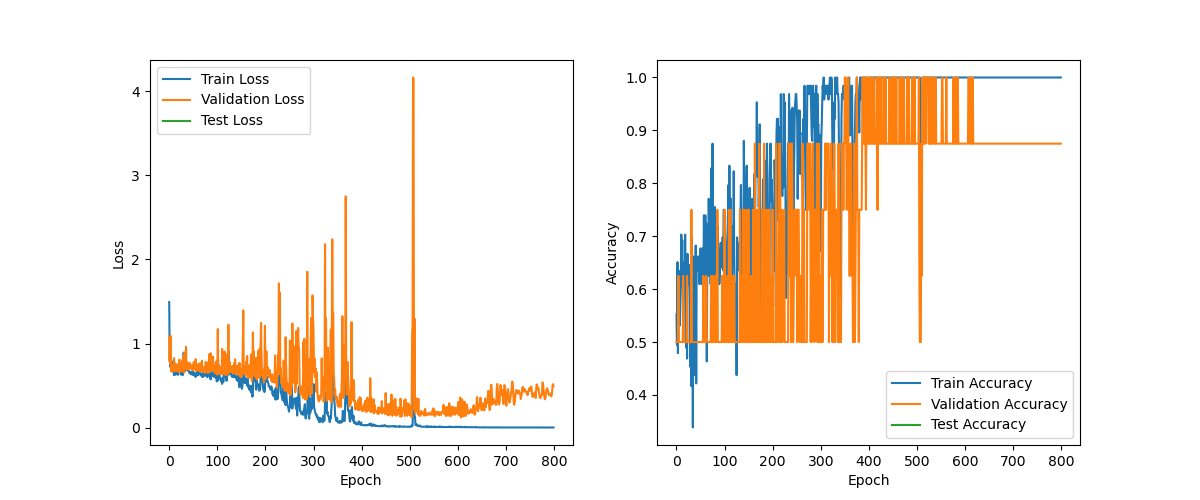 Train Loss
Validation Loss
Test Loss
4
3
2
1
0
Loss
0 100 200 300 400 500 600 700 800
Epoch
1.0
0.9
0.8
0.7
0.6
0.5
0.4
Accuracy
Train Accuracy
Validation Accuracy
Test Accuracy
0 100 200 300 400 500 600 700 800
Epoch